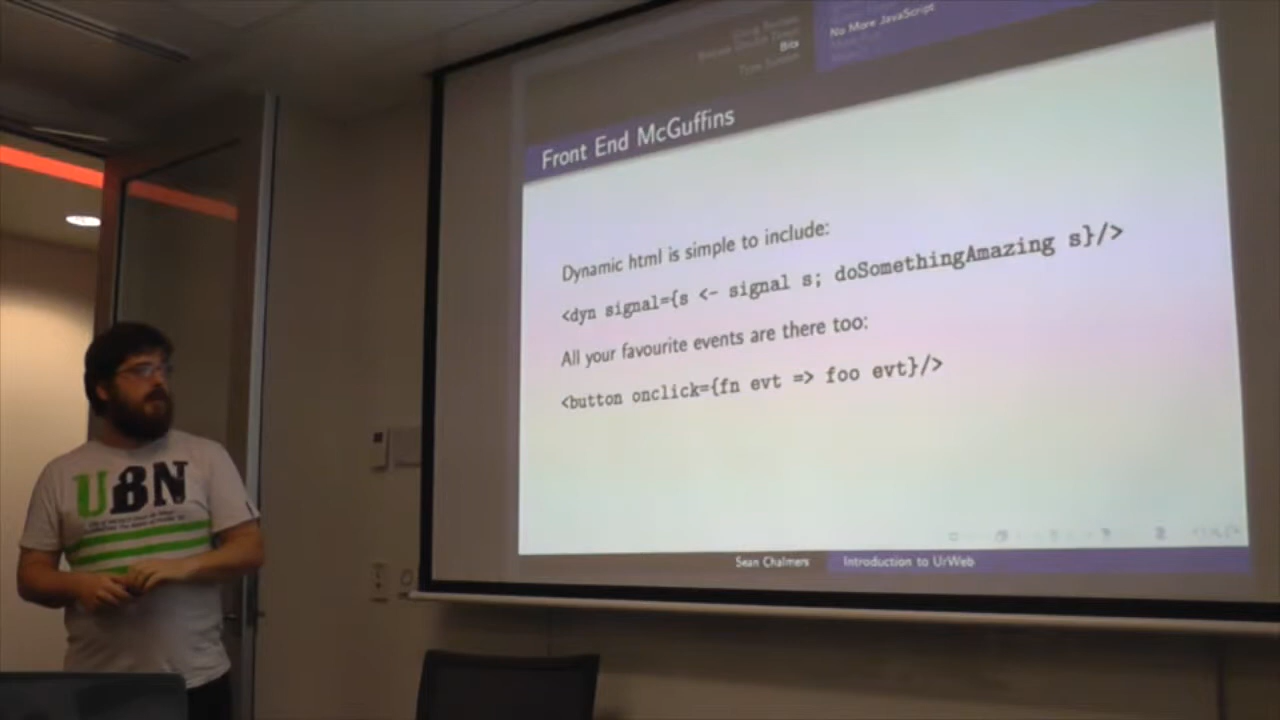 No More JavaScript
Bits
Front End McGuffins
Dynamic html is simple to include:
<dyn signal={s <- signal s; doSomethingAmazing s}/>
All your favourite events are there too:
<button onclick={fn evt => foo evt}/>
Sean Chalmers
Introduction to UrWeb
UBN